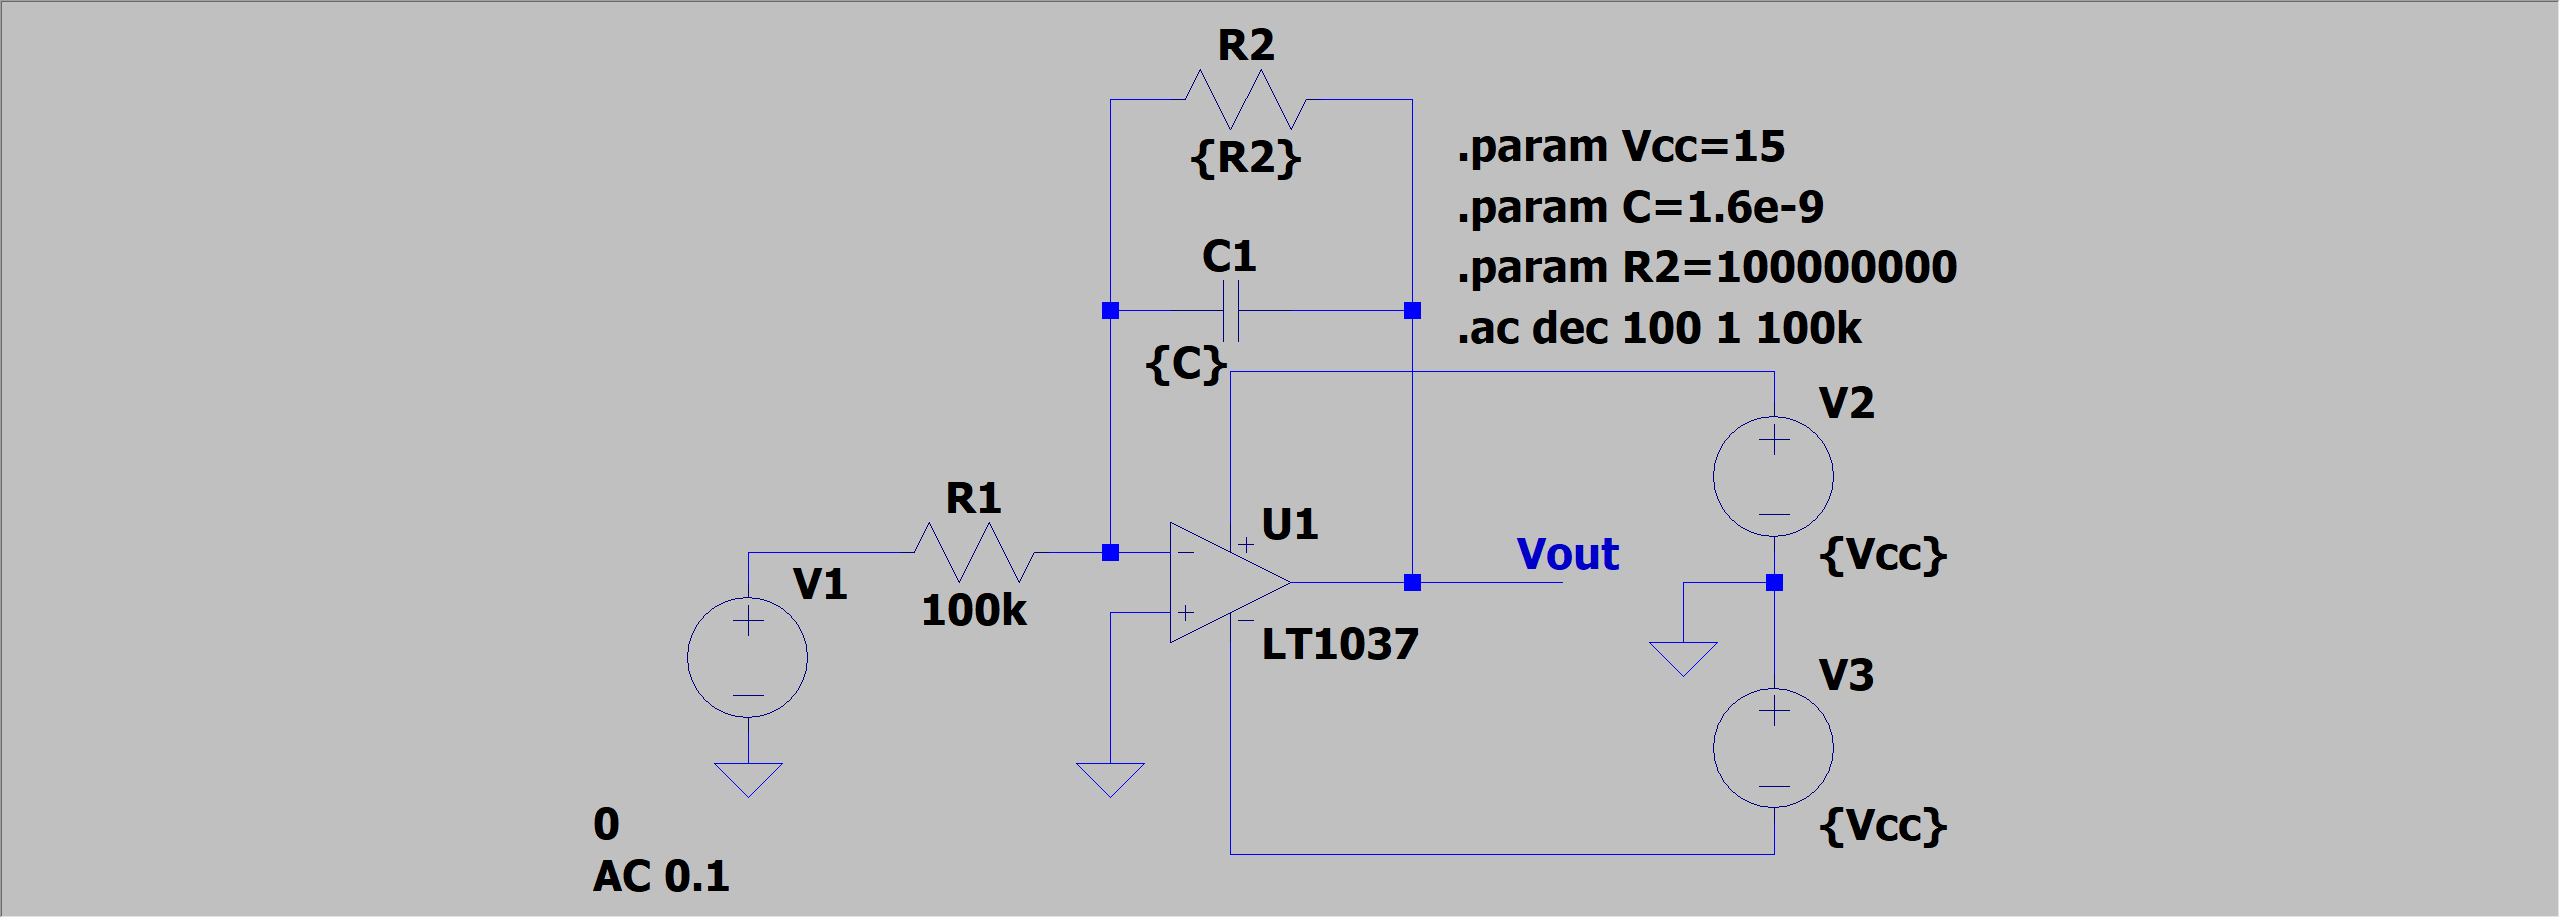 R2
{R2}
.param Vcc=15
.param C=1.6e-9
.param R2=100000000
.ac dec 100 1 100k
C1
{C}
V2
{Vcc}
R1
100k
V1
U1
LT1037
Vout
V3
{Vcc}
0
AC 0.1